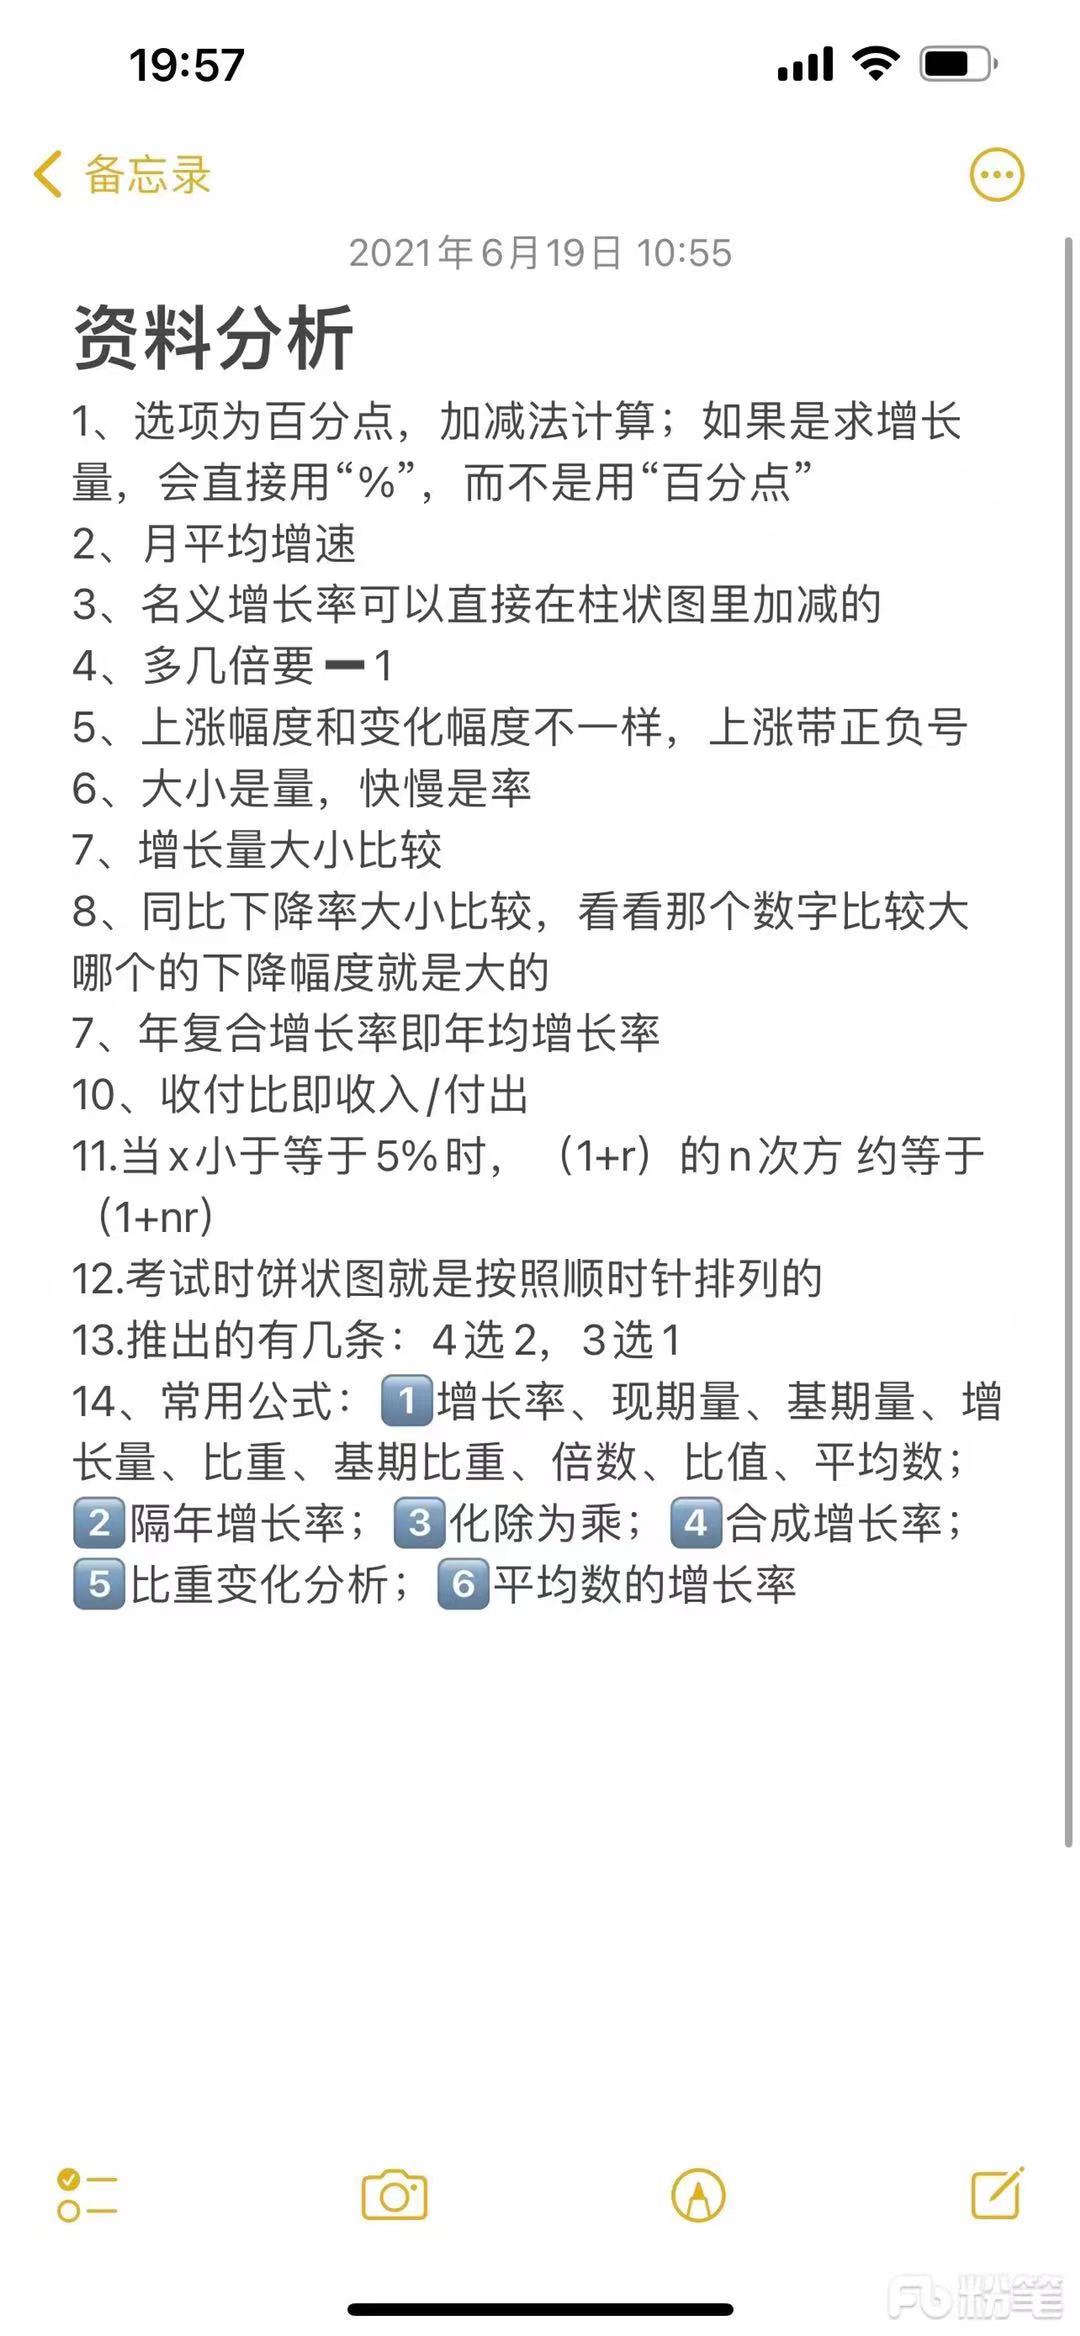 19:57
备忘录
2021年6月19日 10:55
资料分析
1、选项为百分点，加减法计算；如果是求增长
量，会直接用“%”，而不是用“百分点”
2、月平均增速
3、名义增长率可以直接在柱状图里加减的
4、多几倍要➖1
5、上涨幅度和变化幅度不一样，上涨带正负号
6、大小是量，快慢是率
7、增长量大小比较
8、同比下降率大小比较，看看那个数字比较大
哪个的下降幅度就是大的
7、年复合增长率即年均增长率
10、收付比即收入/付出
11.当x小于等于5%时，（1+r）的n次方 约等于
（1+nr）
12.考试时饼状图就是按照顺时针排列的
13.推出的有几条：4选2，3选1
14、常用公式：1️⃣增长率、现期量、基期量、增
长量、比重、基期比重、倍数、比值、平均数；
2️⃣隔年增长率；3️⃣化除为乘；4️⃣合成增长率；
5️⃣比重变化分析；6️⃣平均数的增长率
Fb粉笔